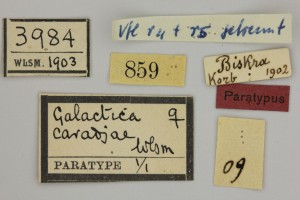 3984
WLSM. 1903
Vfl r4 + r5 getrennt
859
Biskra
Korb. 1902
Paratypus
Galactica ♀
caradjae
Wlsm
PARATYPE 1/1
09